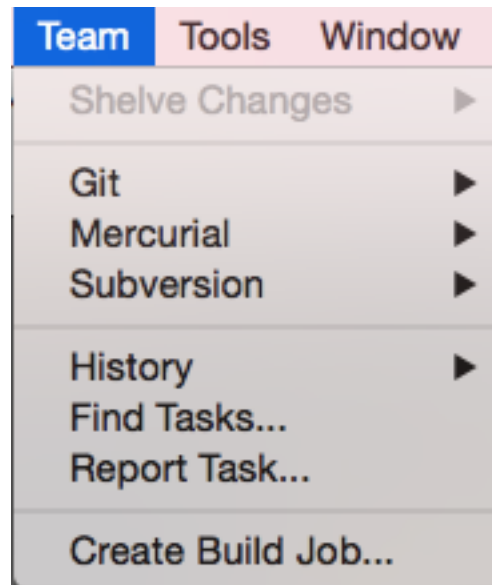 Team Tools Window
Shelve Changes
Git
Mercurial
Subversion
History
Find Tasks...
Report Task...
Create Build Job...